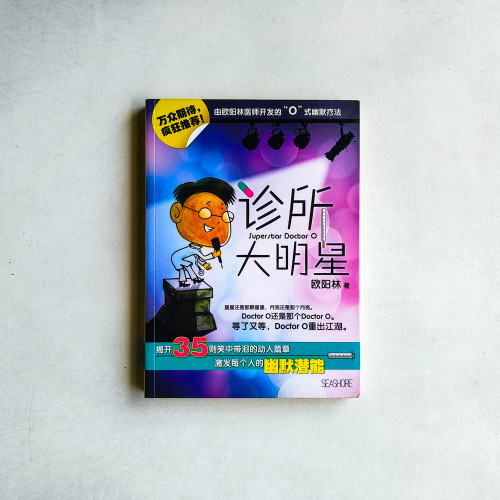 万众期待，
疯狂推荐！
由欧阳林医师开发的“O”式幽默疗法
诊所
Superstar Doctor O
大明星
欧阳林 著
星星还是那颗星星，月亮还是那个月亮。
Doctor O还是那个Doctor O。
等了又等，Doctor O重出江湖。
揭开35则笑中带泪的动人篇章
激发每个人的幽默潜能
SEASHORE